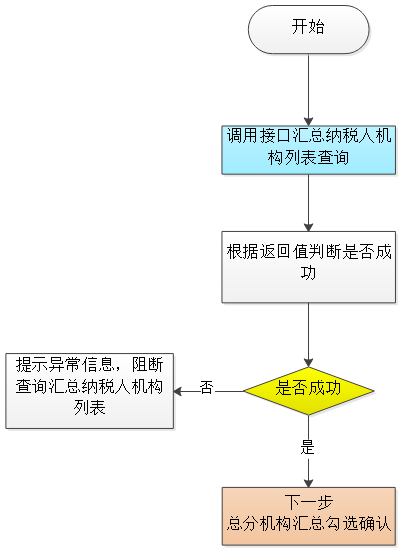 开始
调用接口汇总纳税人机
构列表查询
根据返回值判断是否成
功
是否成功
否
提示异常信息，阻断
查询汇总纳税人机构
列表
是
下一步
总分机构汇总勾选确认